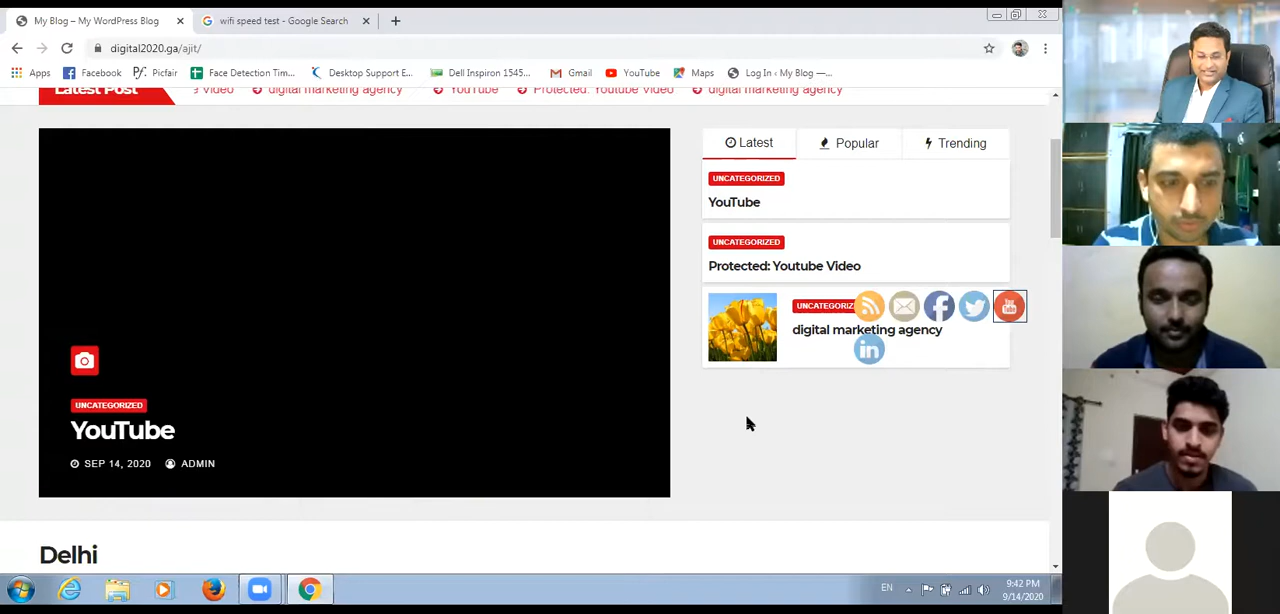 My Blog – My WordPress Blog
wifi speed test - Google Search
digital2020.ga/ajit/
Apps
Facebook
Picfair
Face Detection Tim...
Desktop Support E...
Dell Inspiron 1545...
Gmail
YouTube
Maps
Log In ‹ My Blog —...
Latest Post
e Video
digital marketing agency
YouTube
Protected: Youtube Video
digital marketing agency
Latest
Popular
Trending
UNCATEGORIZED
YouTube
UNCATEGORIZED
Protected: Youtube Video
UNCATEGORIZ
digital marketing agency
You Tube
in
UNCATEGORIZED
YouTube
SEP 14, 2020
ADMIN
Delhi
EN
9:42 PM
9/14/2020